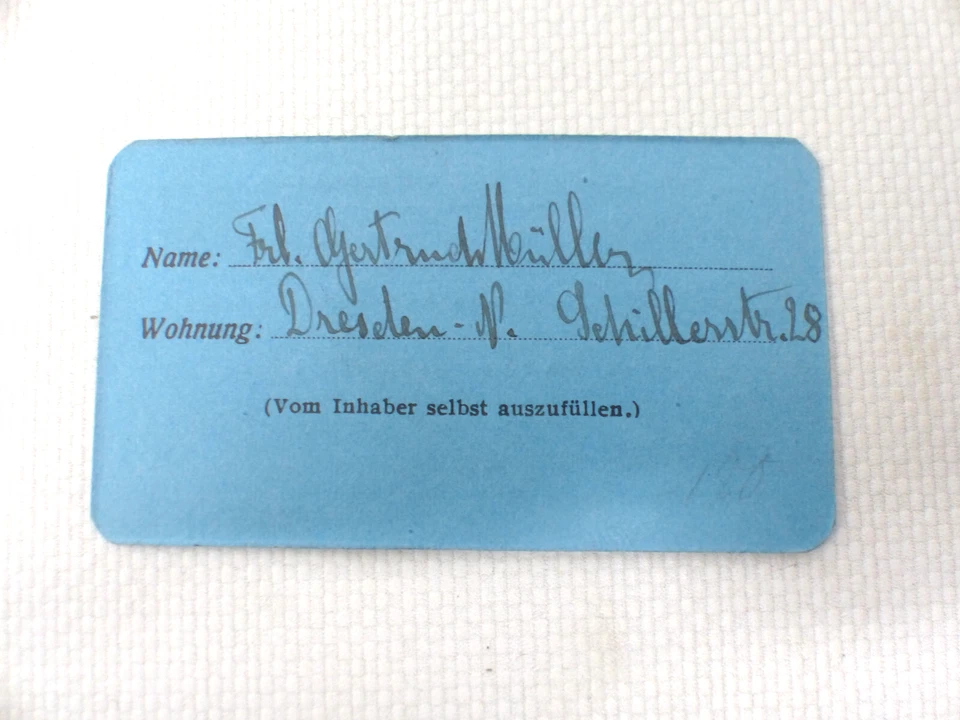 Name: Frl. Gertrud Müller
Wohnung: Dresden-N. Schillerstr. 28
(Vom Inhaber selbst auszufüllen.)